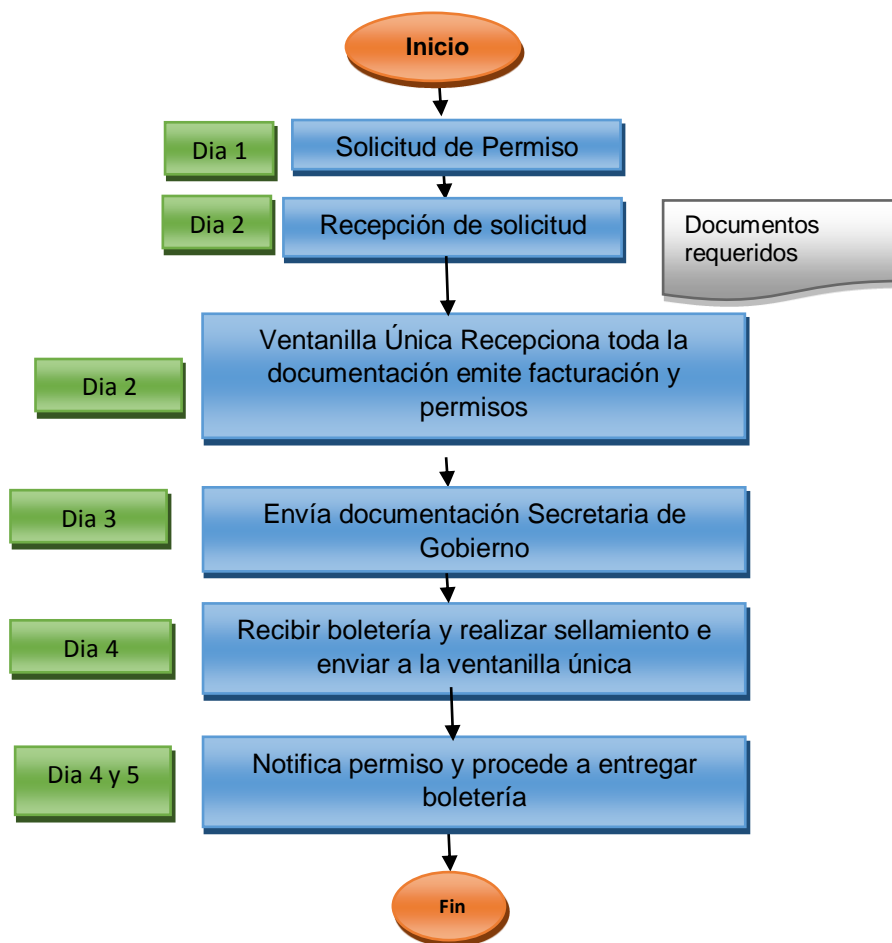 Inicio
Dia 1
Solicitud de Permiso
Dia 2
Recepción de solicitud
Documentos
requeridos
Ventanilla Única Recepciona toda la
documentación emite facturación y
permisos
Dia 2
Dia 3
Envía documentación Secretaria de
Gobierno
Dia 4
Recibir boletería y realizar sellamiento e
enviar a la ventanilla única
Dia 4 y 5
Notifica permiso y procede a entregar
boletería
Fin